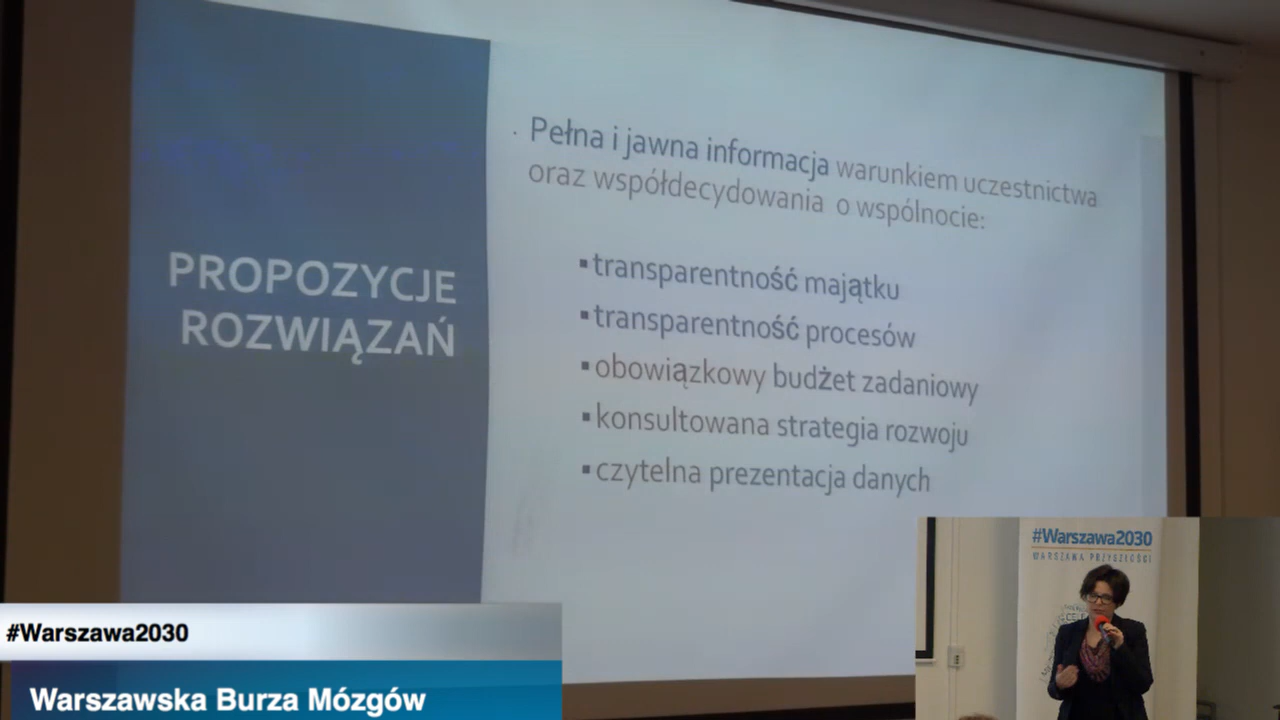 PROPOZYCJE
ROZWIĄZAŃ
Pełna i jawna informacja warunkiem uczestnictwa
oraz współdecydowania o wspólnocie:
▪transparentność majątku
▪transparentność procesów
▪obowiązkowy budżet zadaniowy
▪konsultowana strategia rozwoju
▪czytelna prezentacja danych
#Warszawa2030
WARSZAWA PRZYSZŁOŚCI
#Warszawa2030
Warszawska Burza Mózgów